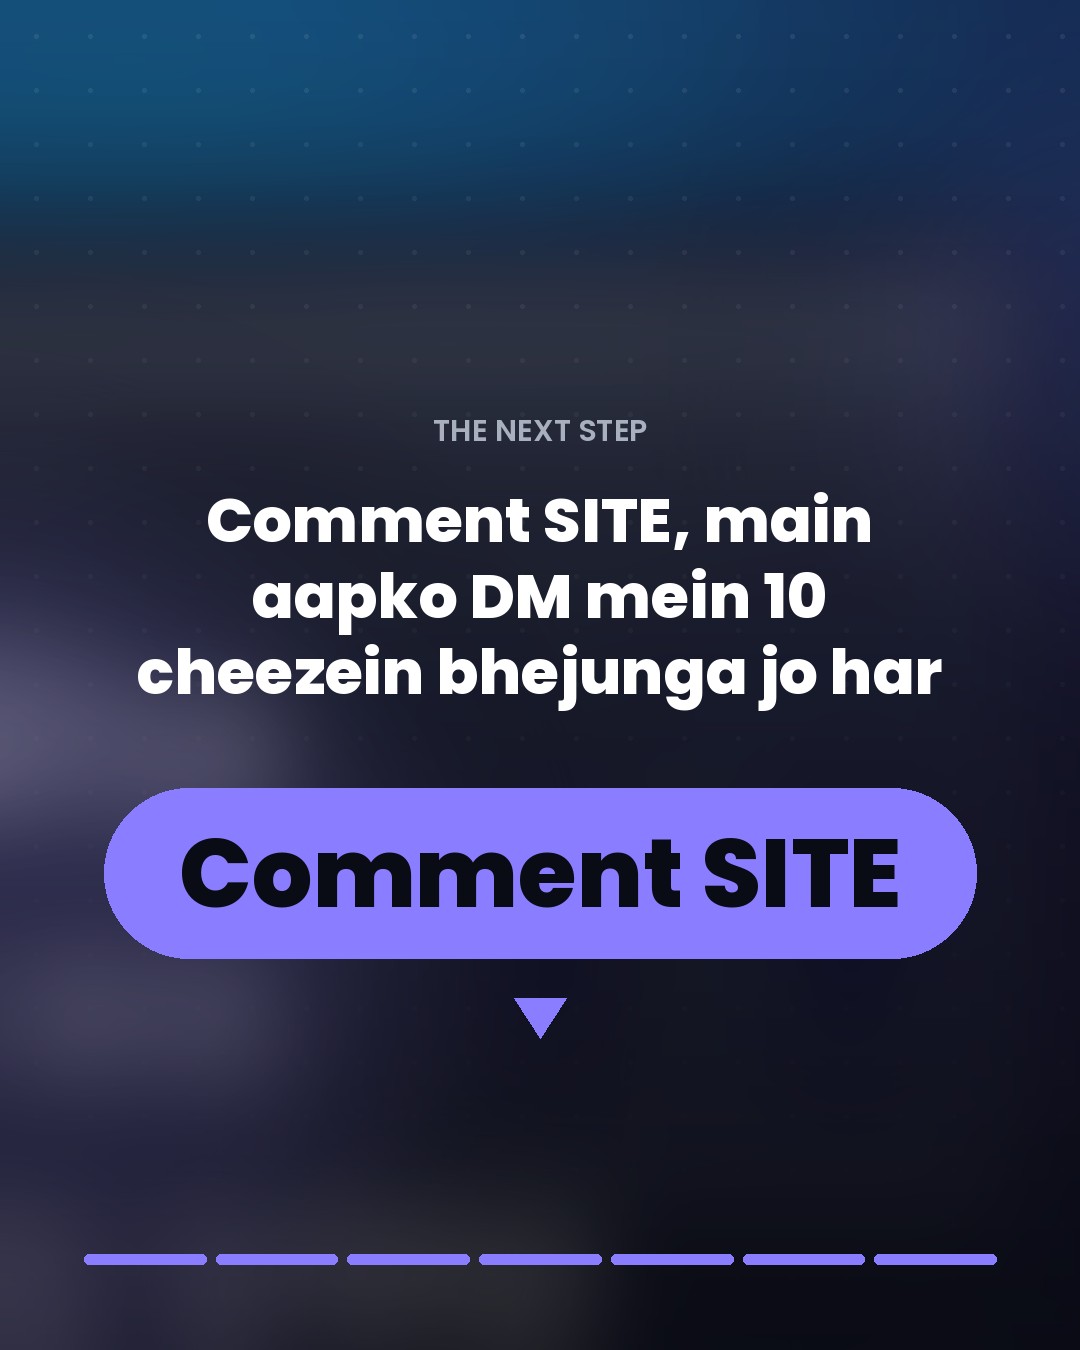 THE NEXT STEP
Comment SITE, main
aapko DM mein 10
cheezein bhejunga jo har
Comment SITE